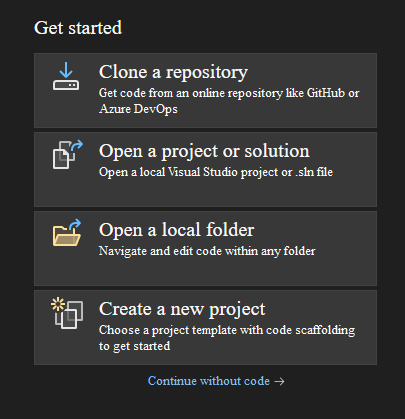 Get started
Clone a repository
Get code from an online repository like GitHub or
Azure DevOps
Open a project or solution
Open a local Visual Studio project or .sln file
Open a local folder
Navigate and edit code within any folder
Create a new project
Choose a project template with code scaffolding
to get started
Continue without code →